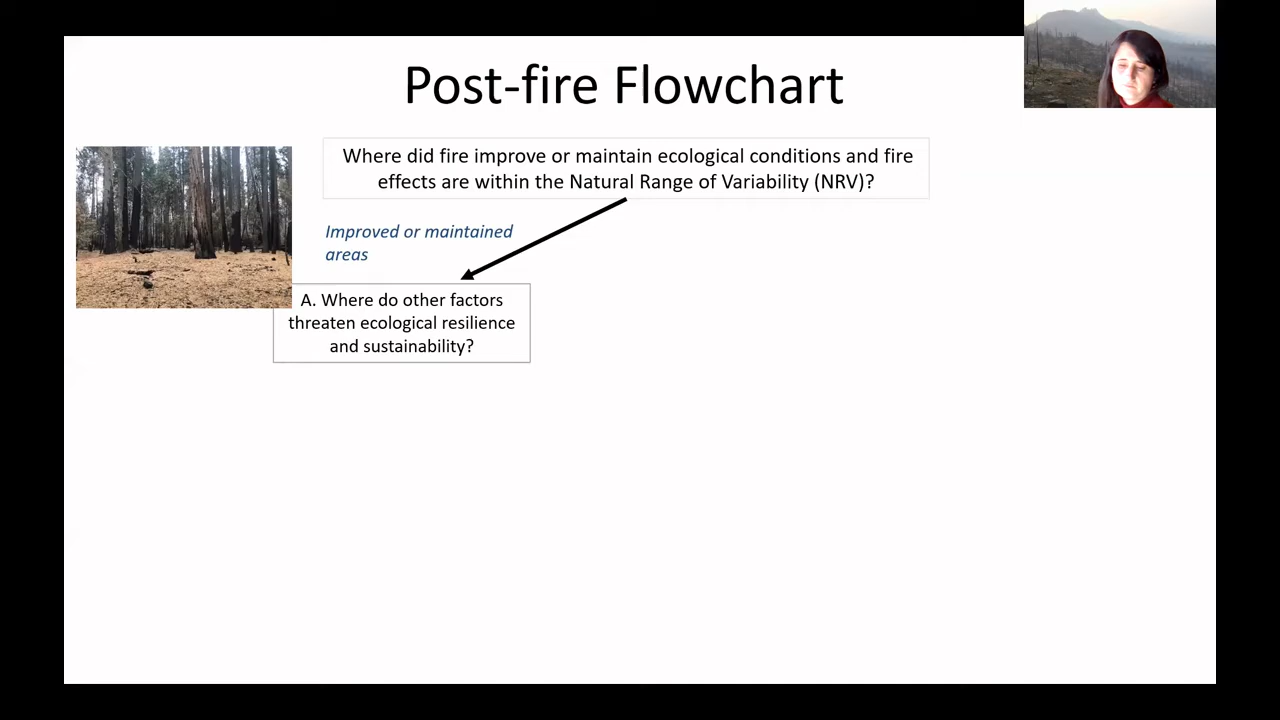 Post-fire Flowchart
Where did fire improve or maintain ecological conditions and fire
effects are within the Natural Range of Variability (NRV)?
Improved or maintained
areas
A. Where do other factors
threaten ecological resilience
and sustainability?